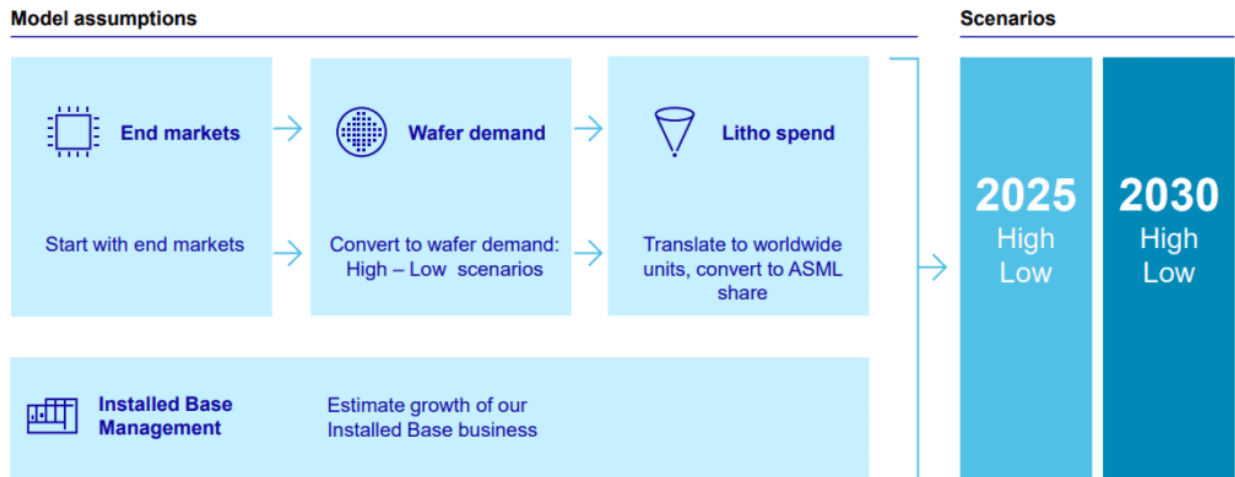 Model assumptions
Scenarios
End markets
Wafer demand
Litho spend
Start with end markets
Convert to wafer demand:
High – Low scenarios
Translate to worldwide
units, convert to ASML
share
2025
High
Low
2030
High
Low
Installed Base
Management
Estimate growth of our
Installed Base business